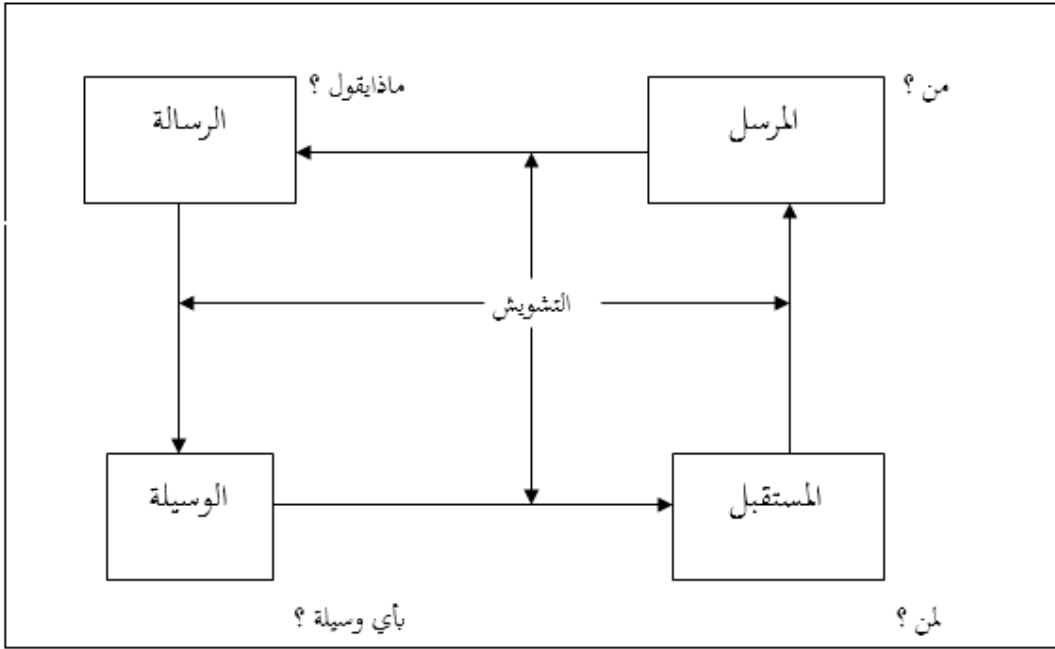 من ؟
المرسل
ماذايقول ؟
الرسالة
التشويش
المستقبل
الوسيلة
لمن ؟
بأي وسيلة ؟